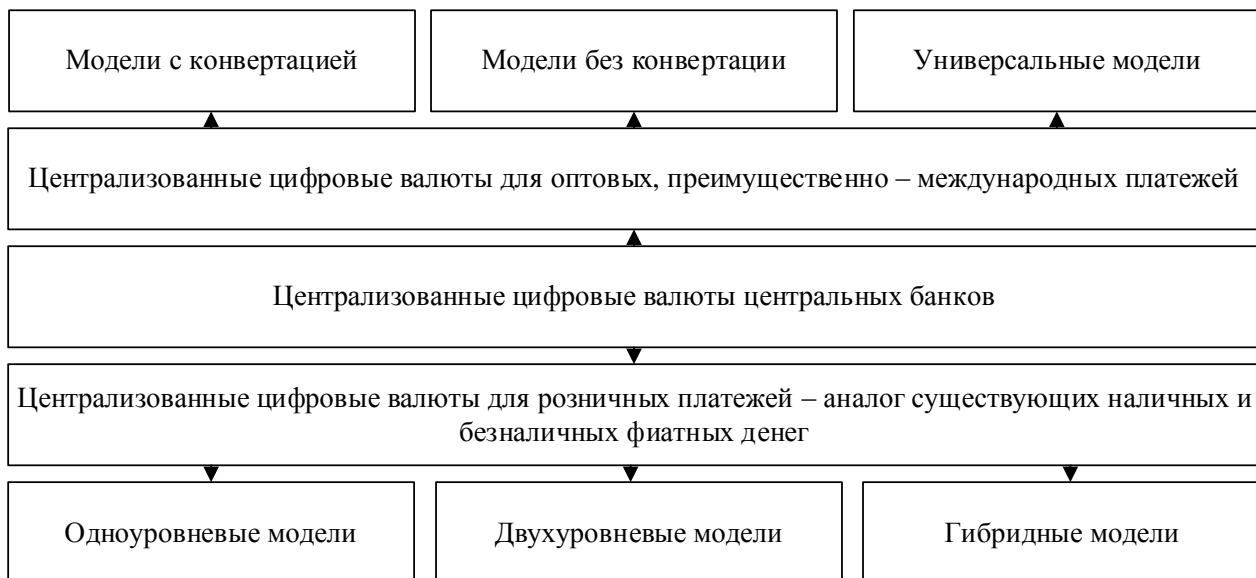 Модели с конвертацией
Модели без конвертации
Универсальные модели
Централизованные цифровые валюты для оптовых, преимущественно – международных платежей
Централизованные цифровые валюты центральных банков
Централизованные цифровые валюты для розничных платежей – аналог существующих наличных и
безналичных фиатных денег
Одноуровневые модели
Двухуровневые модели
Гибридные модели